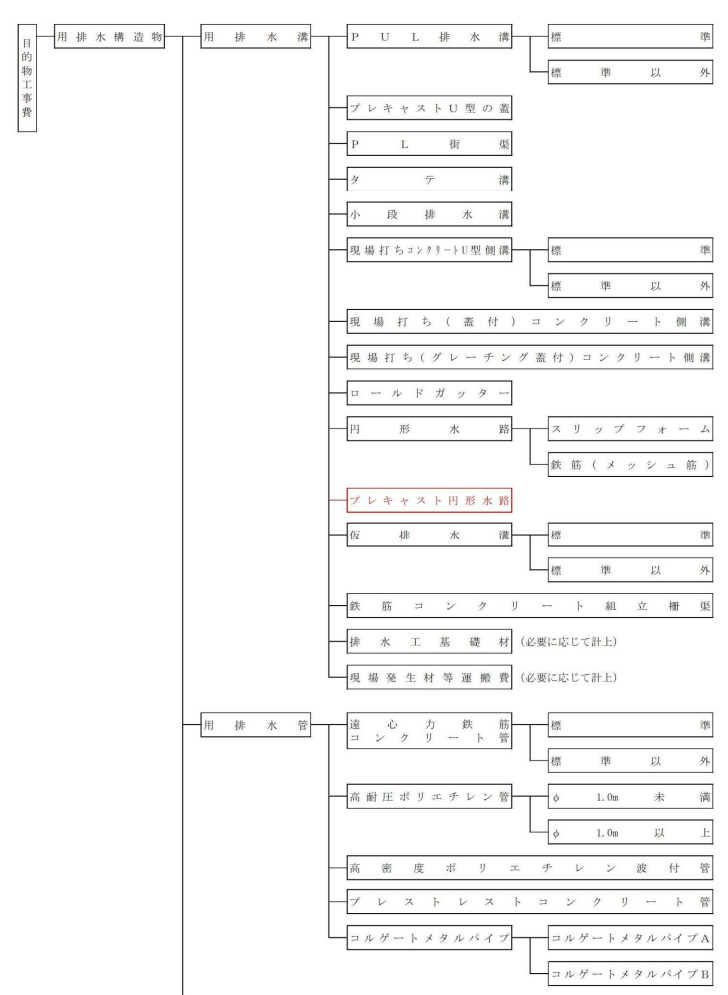 目的物工事費
用排水構造物
用排水溝
PUL排水溝
標準
標準以外
プレキャストU型の蓋
PL街渠
タテ溝
小段排水溝
現場打ちコンクリートU型側溝
標準
標準以外
現場打ち(蓋付)コンクリート側溝
現場打ち(グレーチング蓋付)コンクリート側溝
ロールドガッター
円形水路
スリップフォーム
鉄筋(メッシュ筋)
プレキャスト円形水路
仮排水溝
標準
標準以外
鉄筋コンクリート組立柵渠
排水工基礎材 (必要に応じて計上)
現場発生材等運搬費 (必要に応じて計上)
用排水管
遠心力鉄筋
コンクリート管
標準
標準以外
高耐圧ポリエチレン管
φ 1.0m 未満
φ 1.0m 以上
高密度ポリエチレン波付管
プレストレストコンクリート管
コルゲートメタルパイプ
コルゲートメタルパイプA
コルゲートメタルパイプB